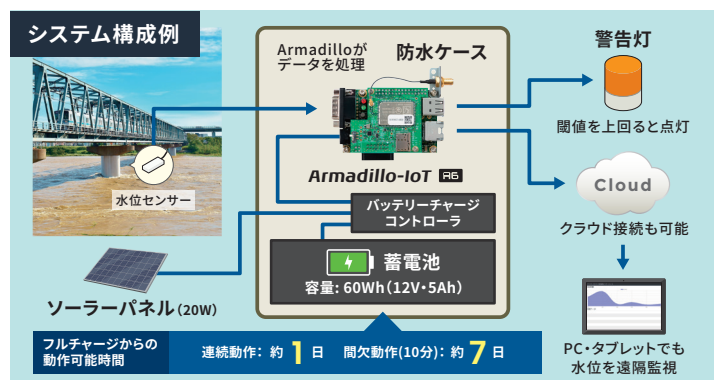 システム構成例
Armadilloが
データを処理
防水ケース
警告灯
閾値を上回ると点灯
Armadillo-IoT A6
水位センサー
Cloud
クラウド接続も可能
バッテリーチャージ
コントローラ
蓄電池
容量: 60Wh(12V・5Ah)
ソーラーパネル(20W)
PC・タブレットでも
水位を遠隔監視
フルチャージからの
動作可能時間
連続動作: 約1日 間欠動作(10分): 約7日